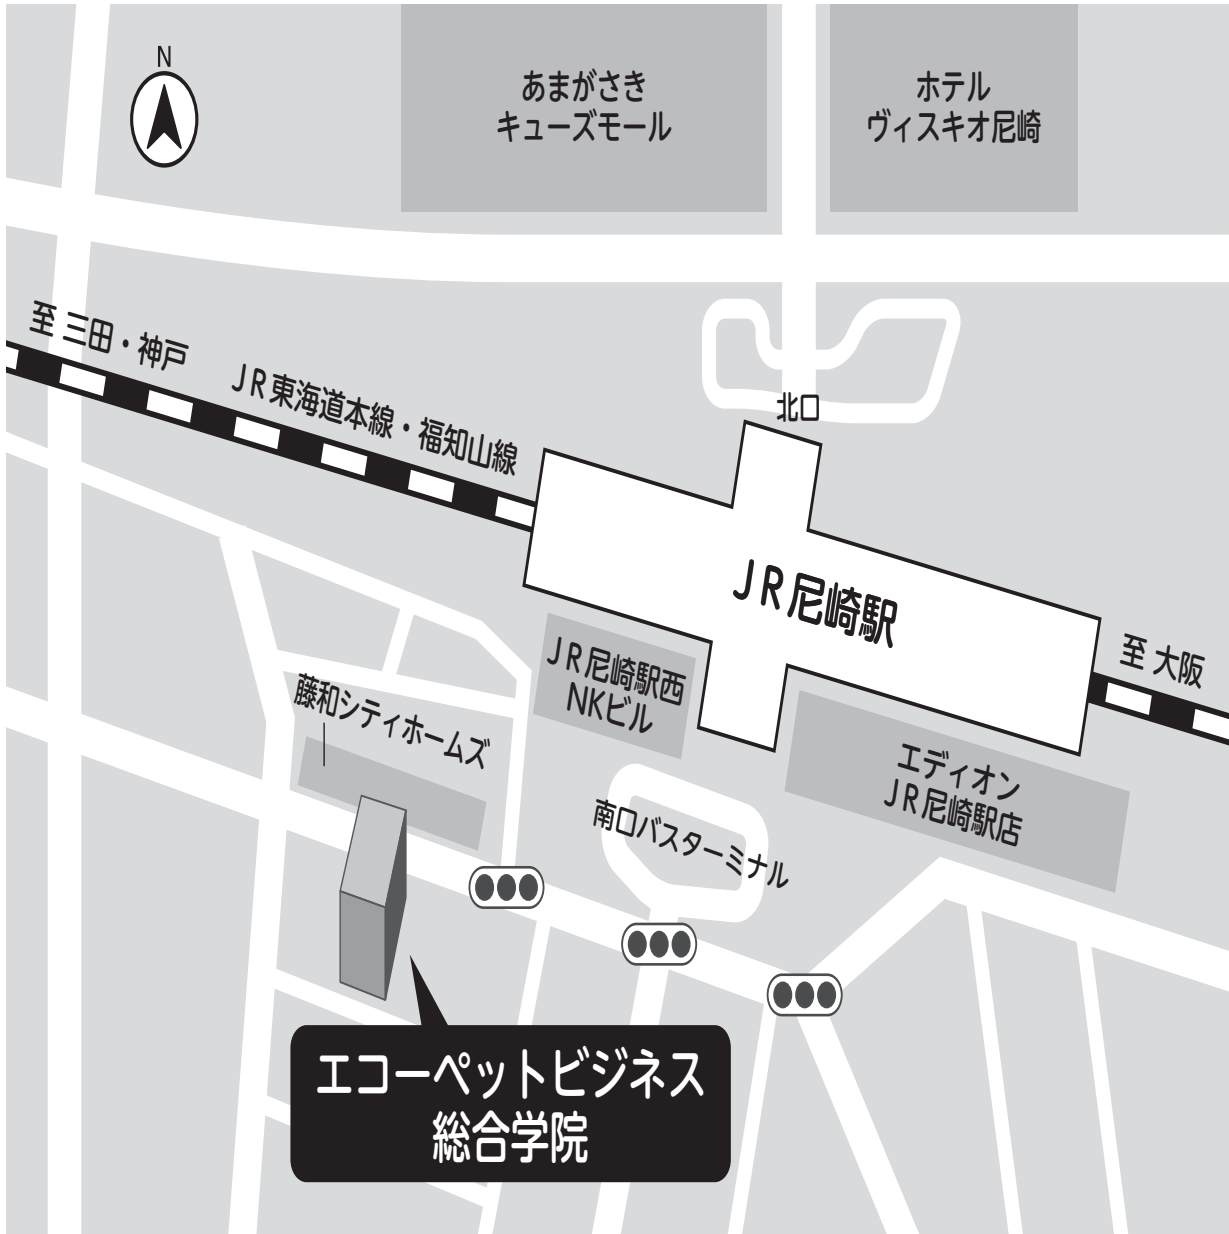 N
あまがさき
キューズモール
ホテル
ヴィスキオ尼崎
至 三田・神戸
JR東海道本線・福知山線
北口
JR尼崎駅
至 大阪
JR尼崎駅西
NKビル
藤和シティホームズ
エディオン
JR尼崎駅店
南口バスターミナル
エコーペットビジネス
総合学院